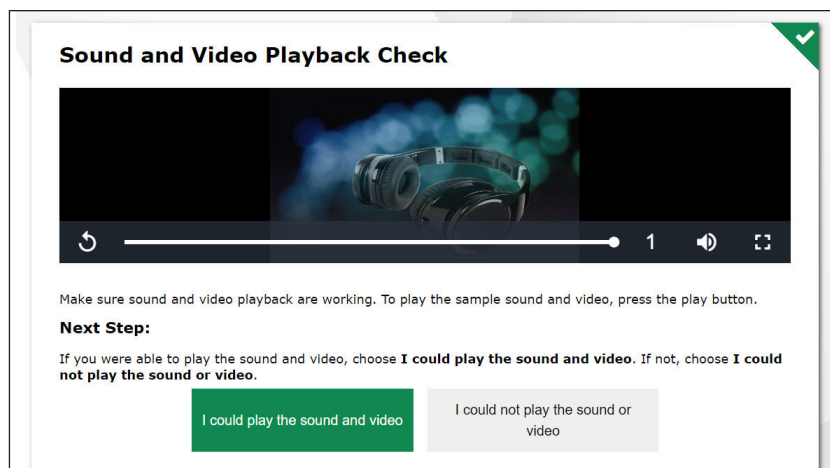 Sound and Video Playback Check
1
Make sure sound and video playback are working. To play the sample sound and video, press the play button.
Next Step:
If you were able to play the sound and video, choose I could play the sound and video. If not, choose I could
not play the sound or video.
I could play the sound and video
I could not play the sound or
video